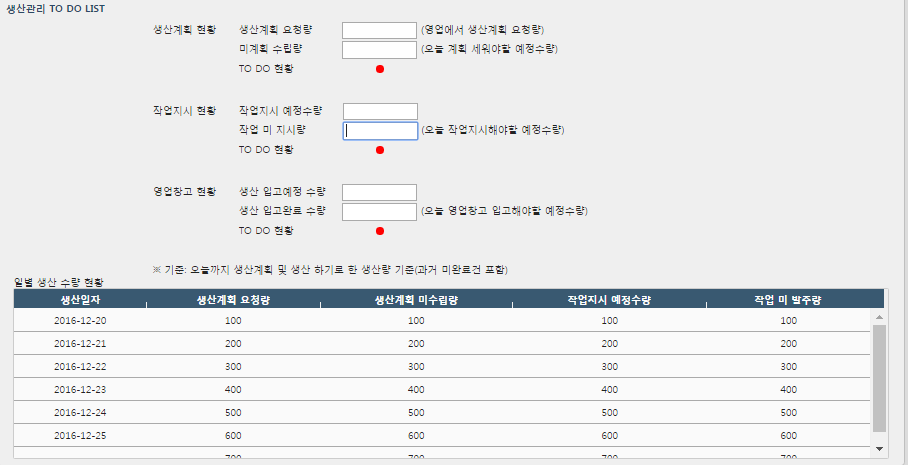 생산관리 TO DO LIST
생산계획 현황 생산계획 요청량 (영업에서 생산계획 요청량)
미계획 수립량 (오늘 계획 세워야할 예정수량)
TO DO 현황
작업지시 현황 작업지시 예정수량
작업 미 지시량 (오늘 작업지시해야할 예정수량)
TO DO 현황
영업창고 현황 생산 입고예정 수량
생산 입고완료 수량 (오늘 영업창고 입고해야할 예정수량)
TO DO 현황
※ 기준: 오늘까지 생산계획 및 생산 하기로 한 생산량 기준(과거 미완료건 포함)
일별 생산 수량 현황
생산일자 생산계획 요청량 생산계획 미수립량 작업지시 예정수량 작업 미 발주량
2016-12-20 100 100 100 100
2016-12-21 200 200 200 200
2016-12-22 300 300 300 300
2016-12-23 400 400 400 400
2016-12-24 500 500 500 500
2016-12-25 600 600 600 600
700 700 700 700